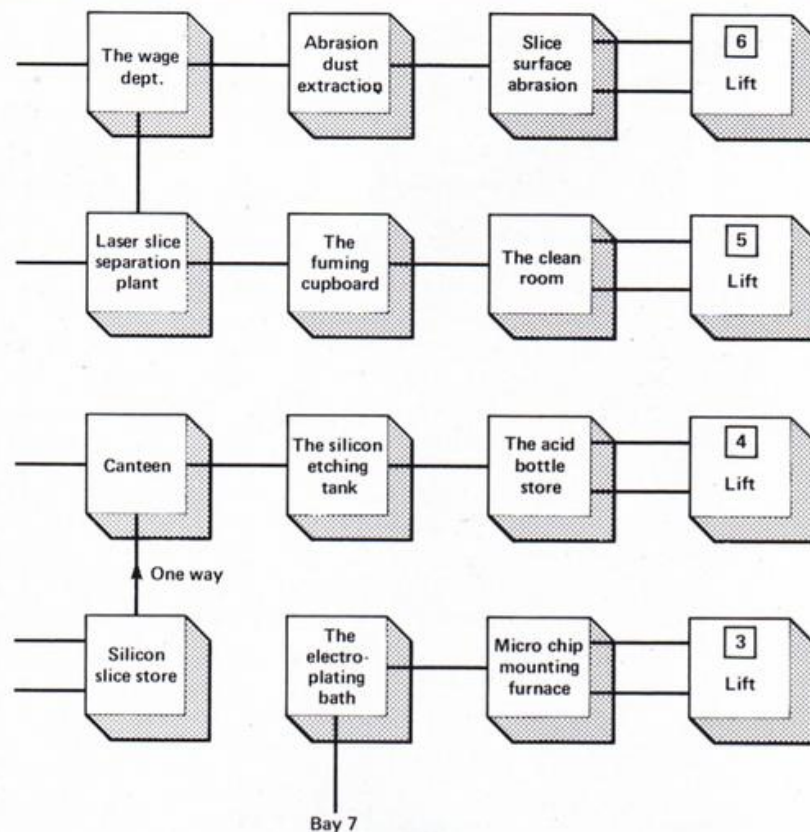 The wage
dept.
Abrasion
dust
extraction.
Slice
surface
abrasion
6
Lift
Laser slice
separation
plant
The
fuming
cupboard
The clean
room
5
Lift
Canteen
The silicon
etching
tank
The acid
bottle
store
4
Lift
One way
Silicon
slice store
The
electro-
plating
bath
Micro chip
mounting
furnace
3
Lift
Bay 7